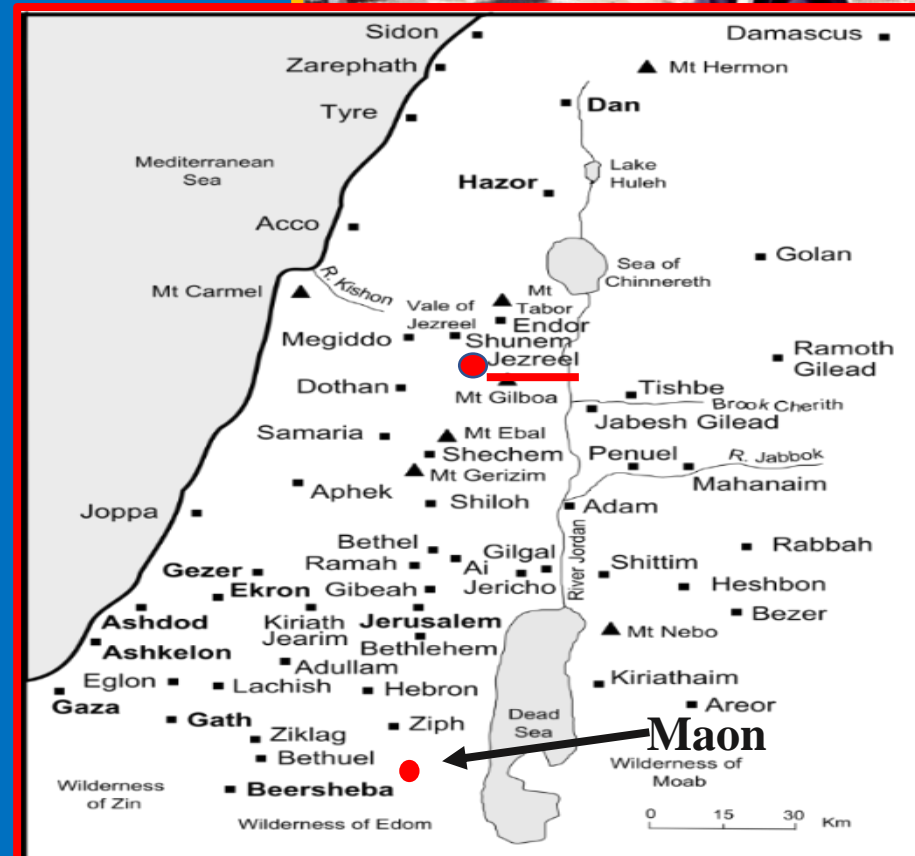 Sidon
Damascus
Zarephath
Mt Hermon
Dan
Tyre
Mediterranean
Sea
Lake
Huleh
Hazor
Acco
Golan
Sea of
Chinnereth
R. Kishon
Mt Carmel
Mt
Tabor
Vale of
Jezreel
Endor
Megiddo
Shunem
Jezreel
Ramoth
Gilead
Dothan
Mt Gilboa
Tishbe
Brook Cherith
Jabesh Gilead
Samaria
Mt Ebal
Shechem
Penuel
R. Jabbok
Mt Gerizim
Mahanaim
Aphek
Shiloh
Adam
Joppa
River Jordan
Bethel
Gilgal
Rabbah
Ramah
Ai
Shittim
Gezer
Jericho
Ekron
Gibeah
Heshbon
Ashdod
Kiriath
Jearim
Jerusalem
Bezer
Mt Nebo
Ashkelon
Bethlehem
Adullam
Eglon
Lachish
Hebron
Kiriathaim
Gaza
Areor
Gath
Ziph
Dead
Sea
Ziklag
Maon
Bethuel
Wilderness of
Moab
Wilderness
of Zin
Beersheba
Wilderness of Edom
0 15 30 Km